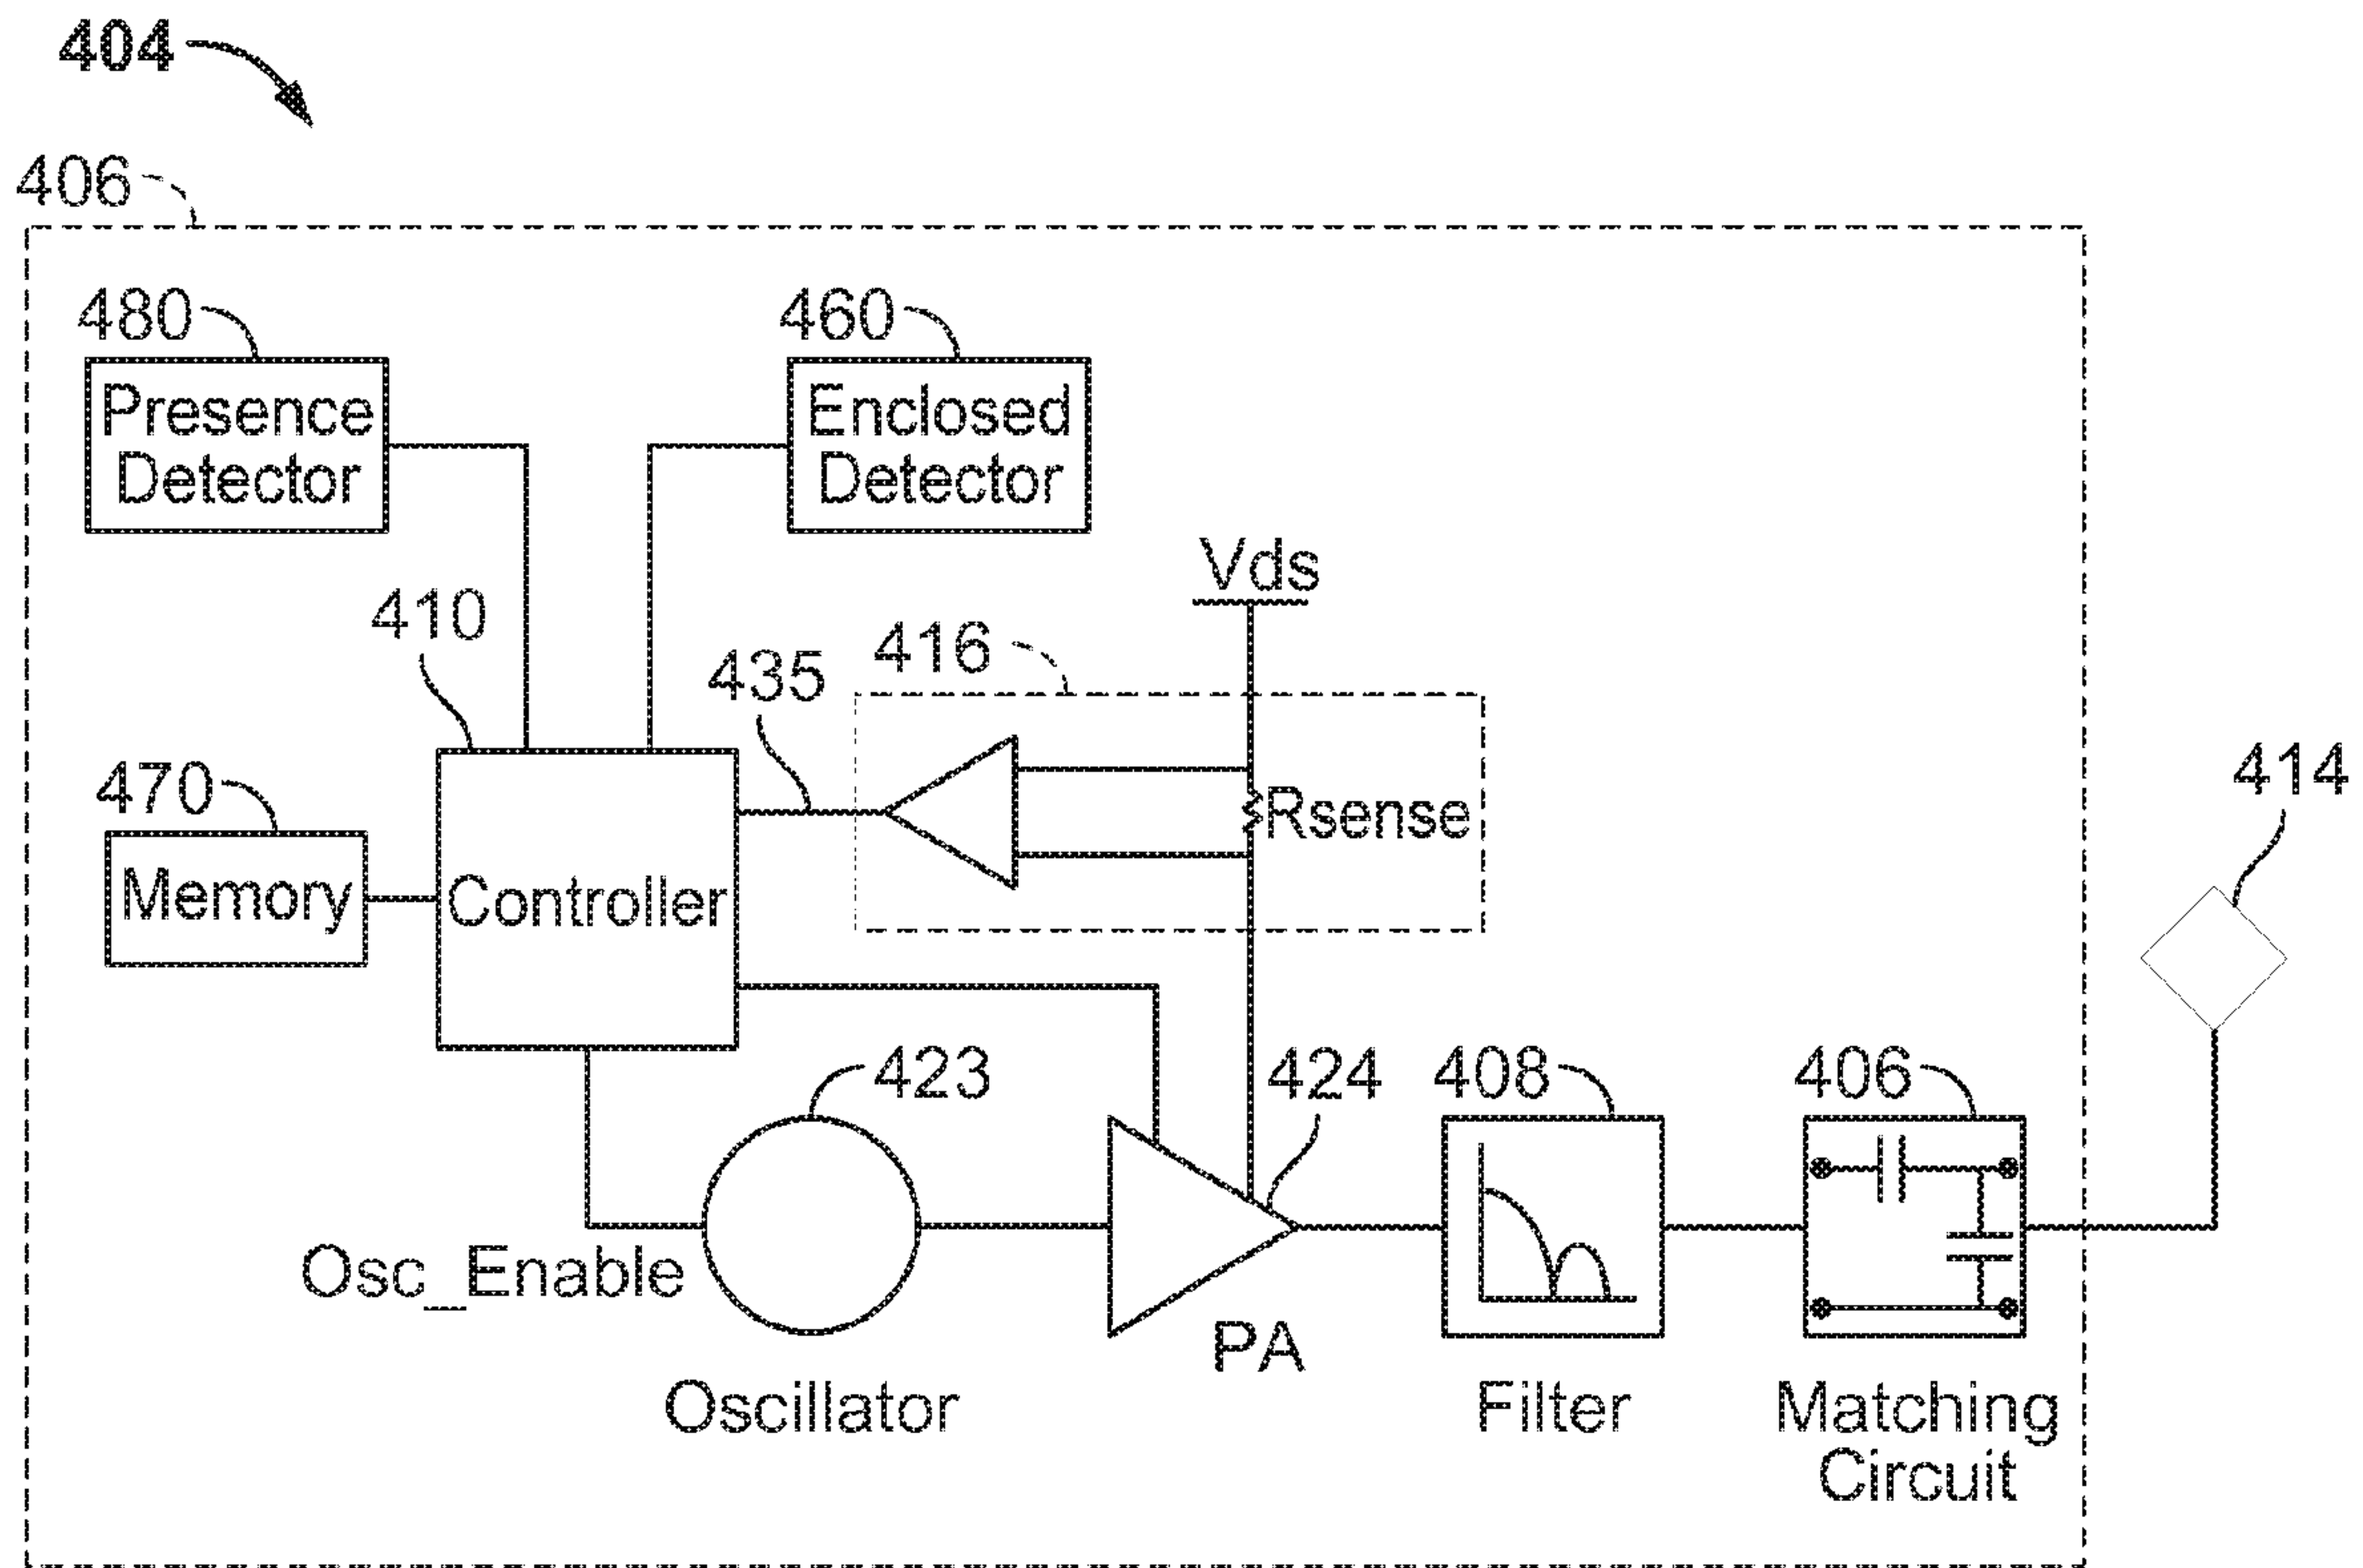 404
406
480
460
Presence
Detector
Enclosed
Detector
Vds
410
416
435
470
414
Rsense
Memory
Controller
423
424
408
406
Osc_Enable
PA
Oscillator
Filter
Matching
Circuit